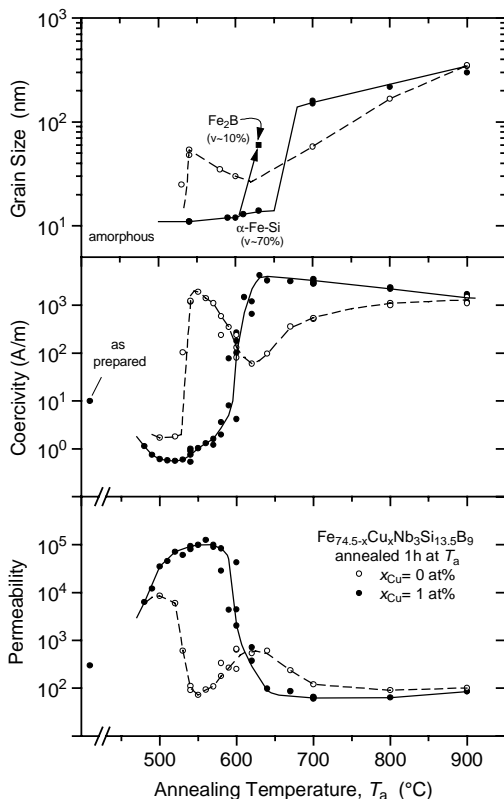 10³
10²
10¹
Grain Size (nm)
Fe₂B
(v~10%)
α-Fe-Si
(v~70%)
amorphous
10³
10²
10¹
10⁰
Coercivity (A/m)
as
prepared
10⁵
10⁴
10³
10²
Permeability
Fe₇₄.₅₋ₓCuₓNb₃Si₁₃.₅B₉
annealed 1h at Tₐ
x_Cu= 0 at%
x_Cu= 1 at%
500 600 700 800 900
Annealing Temperature, Tₐ (°C)